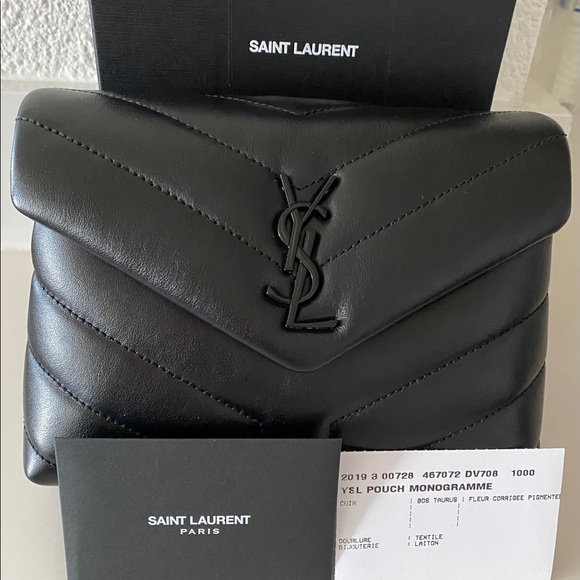 SAINT LAURENT
YSL
SAINT LAURENT
PARIS
2019 3 00728 467072 DV708 1000
YSL POUCH MONOGRAMME
CUIR | BOS TAURUS | FLEUR CORRIGEE PIGMENTE
DOUBLURE : TEXTILE
BIJOUTERIE : LAITON